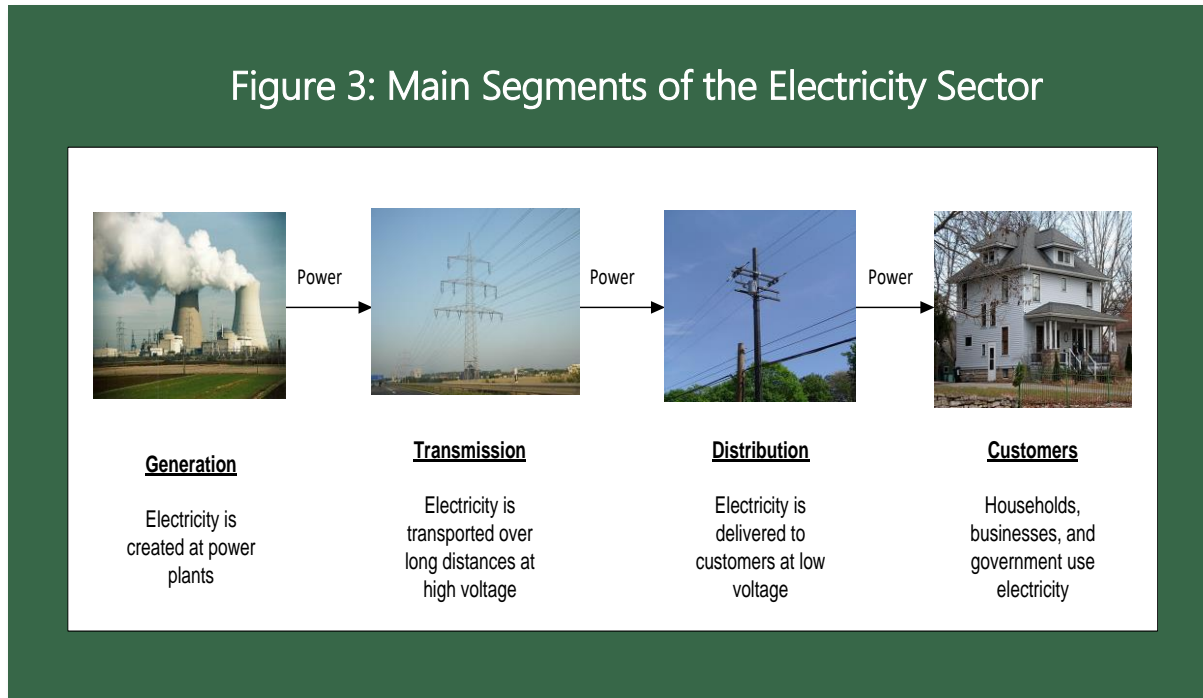 Figure 3: Main Segments of the Electricity Sector
Power
Power
Power
Generation
Electricity is
created at power
plants
Transmission
Electricity is
transported over
long distances at
high voltage
Distribution
Electricity is
delivered to
customers at low
voltage
Customers
Households,
businesses, and
government use
electricity